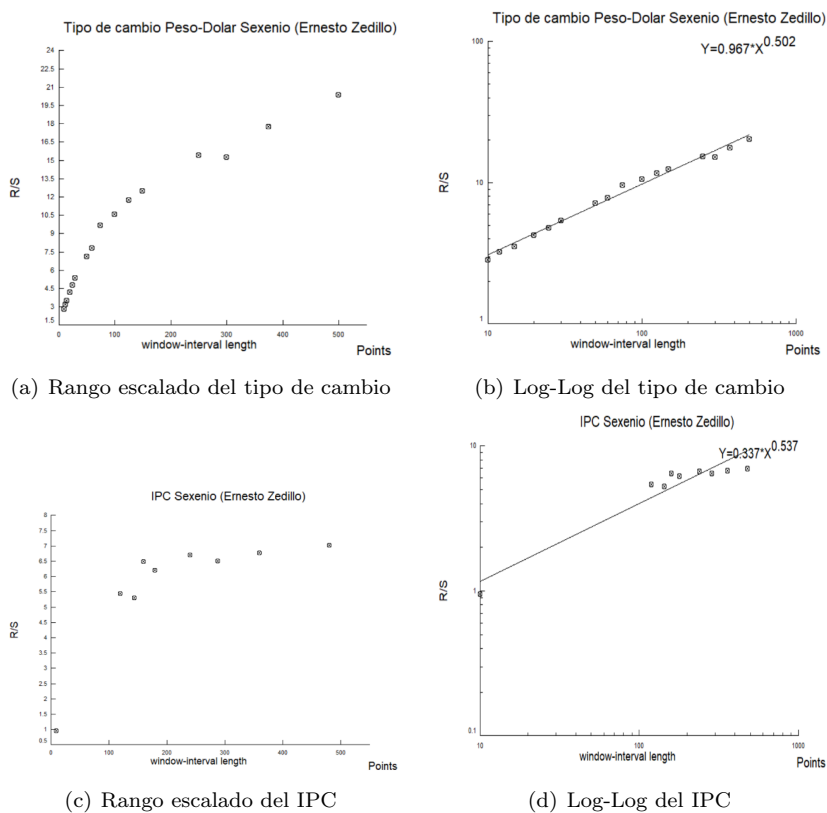 Tipo de cambio Peso-Dolar Sexenio (Ernesto Zedillo)
24
22.5
21
19.5
18
16.5
15
13.5
12
10.5
9
7.5
6
4.5
3
1.5
R/S
0
100
200
300
400
500
window-interval length
Points
(a) Rango escalado del tipo de cambio
Tipo de cambio Peso-Dolar Sexenio (Ernesto Zedillo)
Y=0.967*X^0.502
100
10
1
R/S
10
100
1000
window-interval length
Points
(b) Log-Log del tipo de cambio
IPC Sexenio (Ernesto Zedillo)
8
7.5
7
6.5
6
5.5
5
4.5
4
3.5
3
2.5
2
1.5
1
0.5
R/S
0
100
200
300
400
500
window-interval length
Points
(c) Rango escalado del IPC
IPC Sexenio (Ernesto Zedillo)
Y=0.337*X^0.537
10
1
0.1
R/S
10
100
1000
window-interval length
Points
(d) Log-Log del IPC